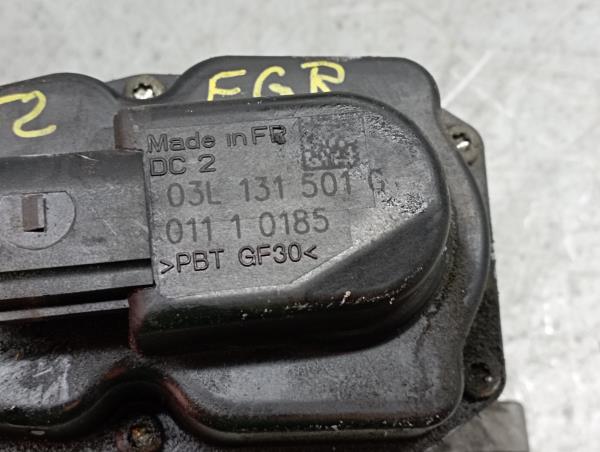 EGR
Made in FR
DC 2
03L 131 501 G
011 1 0185
>PBT GF30<